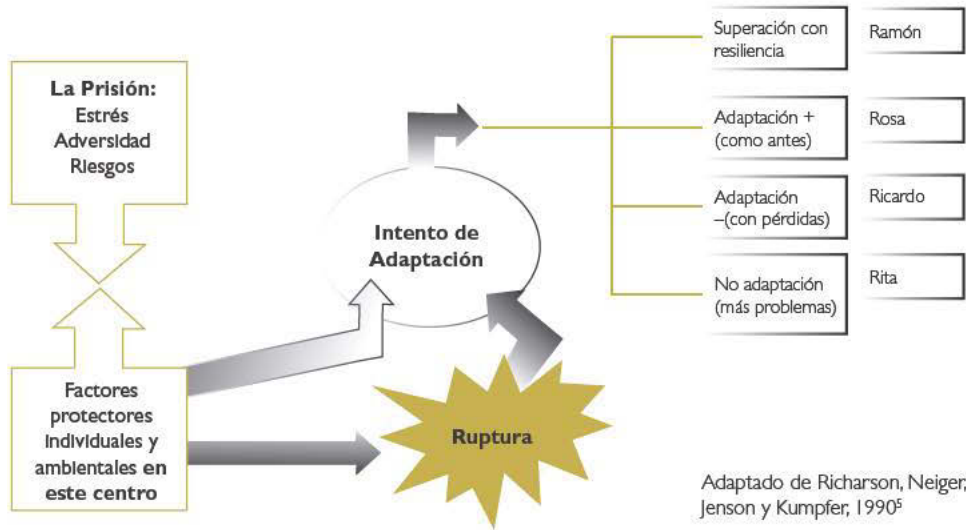 La Prisión:
Estrés
Adversidad
Riesgos
Factores
protectores
individuales y
ambientales en
este centro
Intento de
Adaptación
Ruptura
Superación con
resiliencia
Ramón
Adaptación +
(como antes)
Rosa
Adaptación
–(con pérdidas)
Ricardo
No adaptación
(más problemas)
Rita
Adaptado de Richarson, Neiger,
Jenson y Kumpfer, 1990⁵